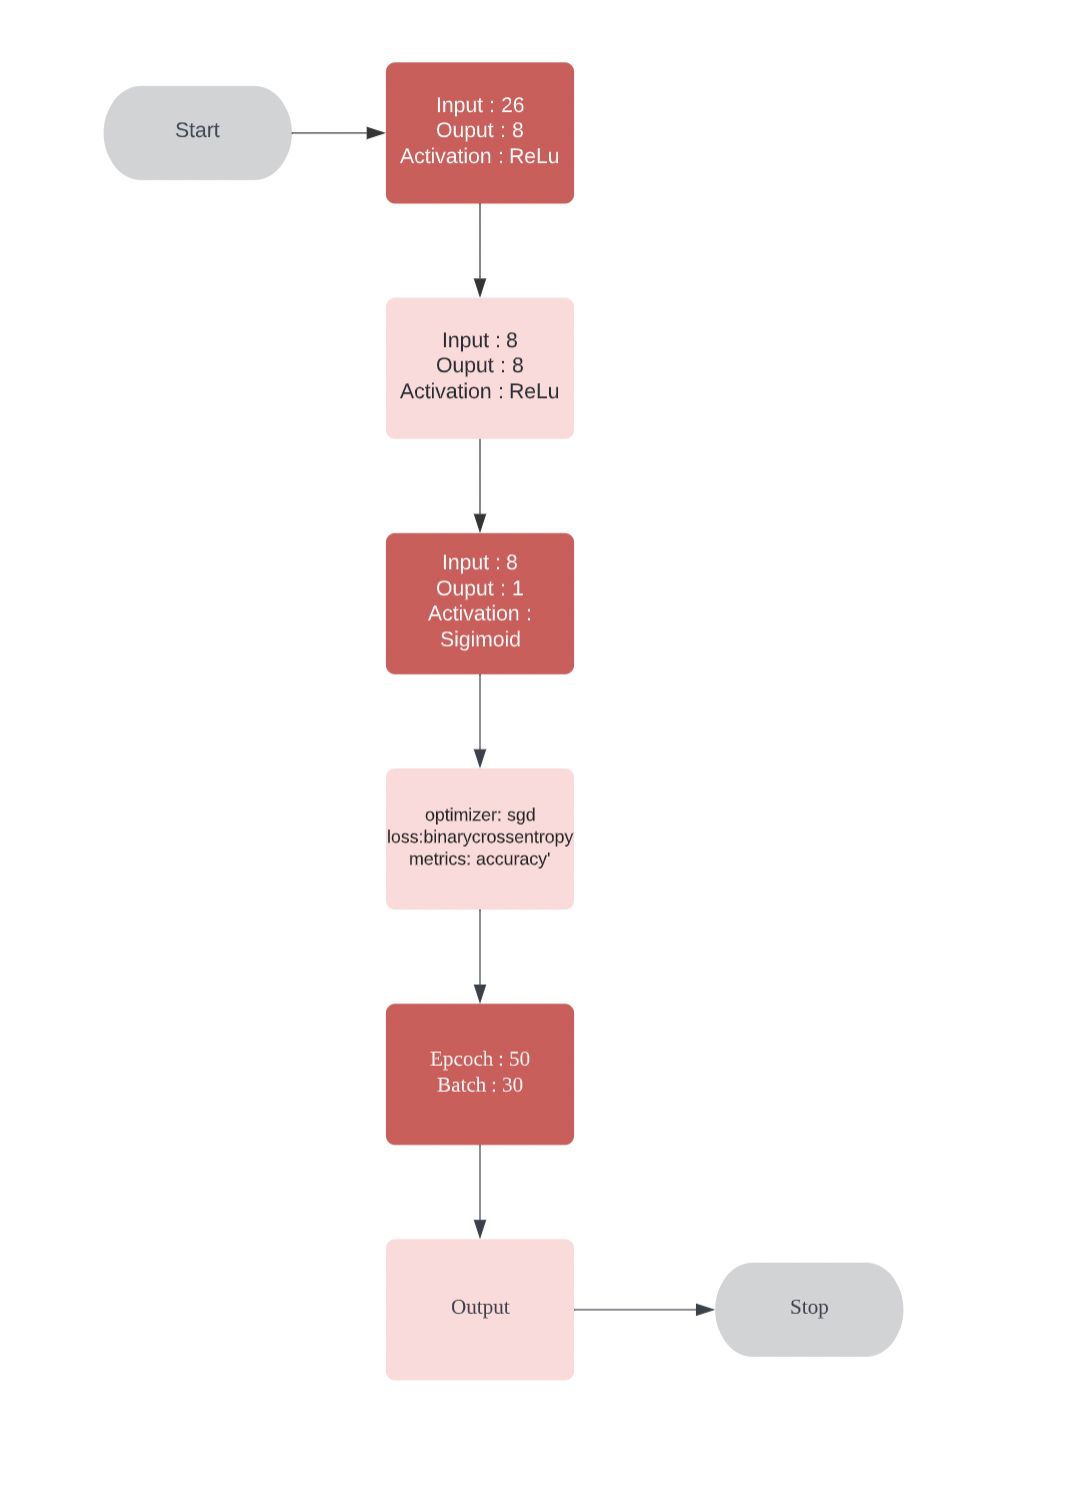 Start
Input : 26
Ouput : 8
Activation : ReLu
Input : 8
Ouput : 8
Activation : ReLu
Input : 8
Ouput : 1
Activation :
Sigimoid
optimizer: sgd
loss:binarycrossentropy
metrics: accuracy'
Epcoch : 50
Batch : 30
Output
Stop